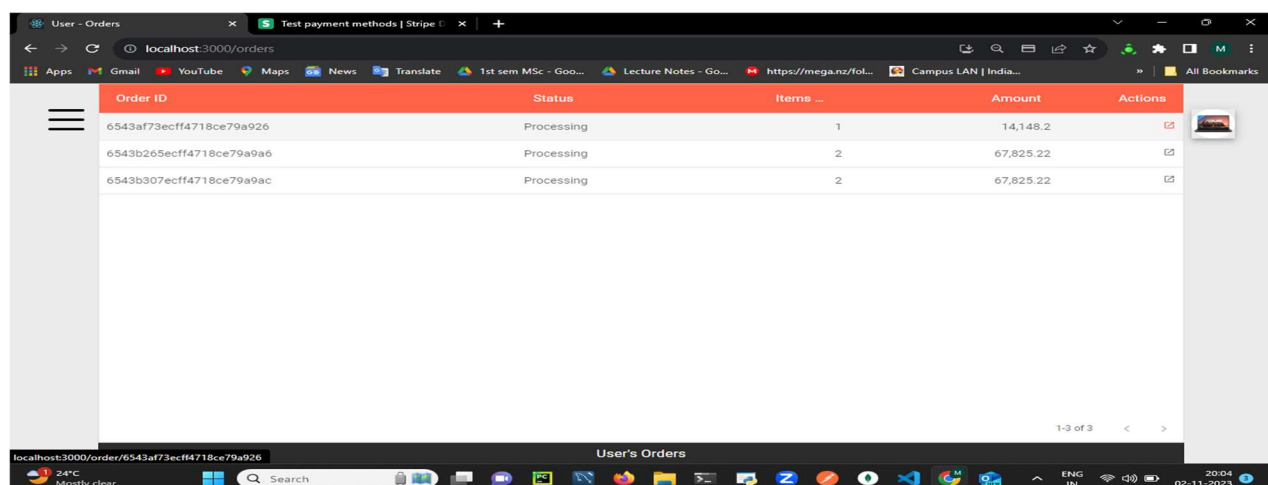 User - Orders
Test payment methods | Stripe D
localhost:3000/orders
Apps Gmail YouTube Maps News Translate 1st sem MSc - Goo... Lecture Notes - Go... https://mega.nz/fol... Campus LAN | India... » All Bookmarks
M
Order ID Status Items ... Amount Actions
6543af73ecff4718ce79a926 Processing 1 14,148.2
6543b265ecff4718ce79a9a6 Processing 2 67,825.22
6543b307ecff4718ce79a9ac Processing 2 67,825.22
1-3 of 3 < >
User's Orders
localhost:3000/order/6543af73ecff4718ce79a926
1 24°C
Mostly clear
Search
ENG
IN
20:04
02-11-2023
3